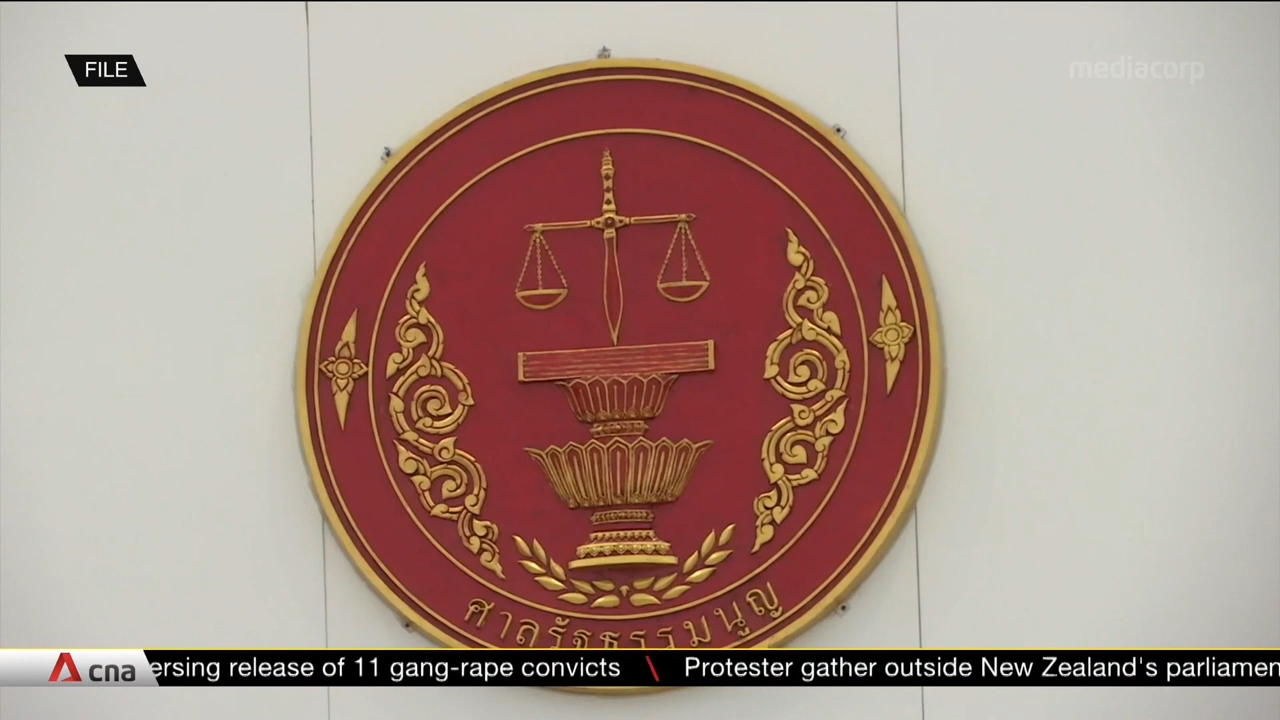 FILE
mediacorp
ศาลรัฐธรรมนูญ
cna
ersing release of 11 gang-rape convicts \ Protester gather outside New Zealand's parliamen